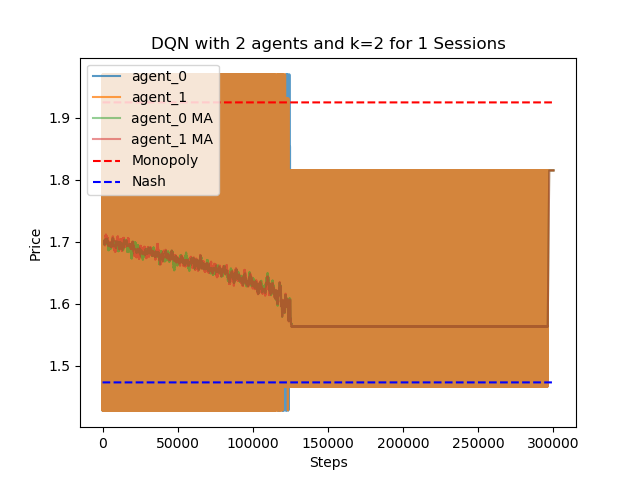 DQN with 2 agents and k=2 for 1 Sessions
agent_0
agent_1
agent_0 MA
agent_1 MA
Monopoly
Nash
Price
1.9
1.8
1.7
1.6
1.5
0
50000
100000
150000
200000
250000
300000
Steps